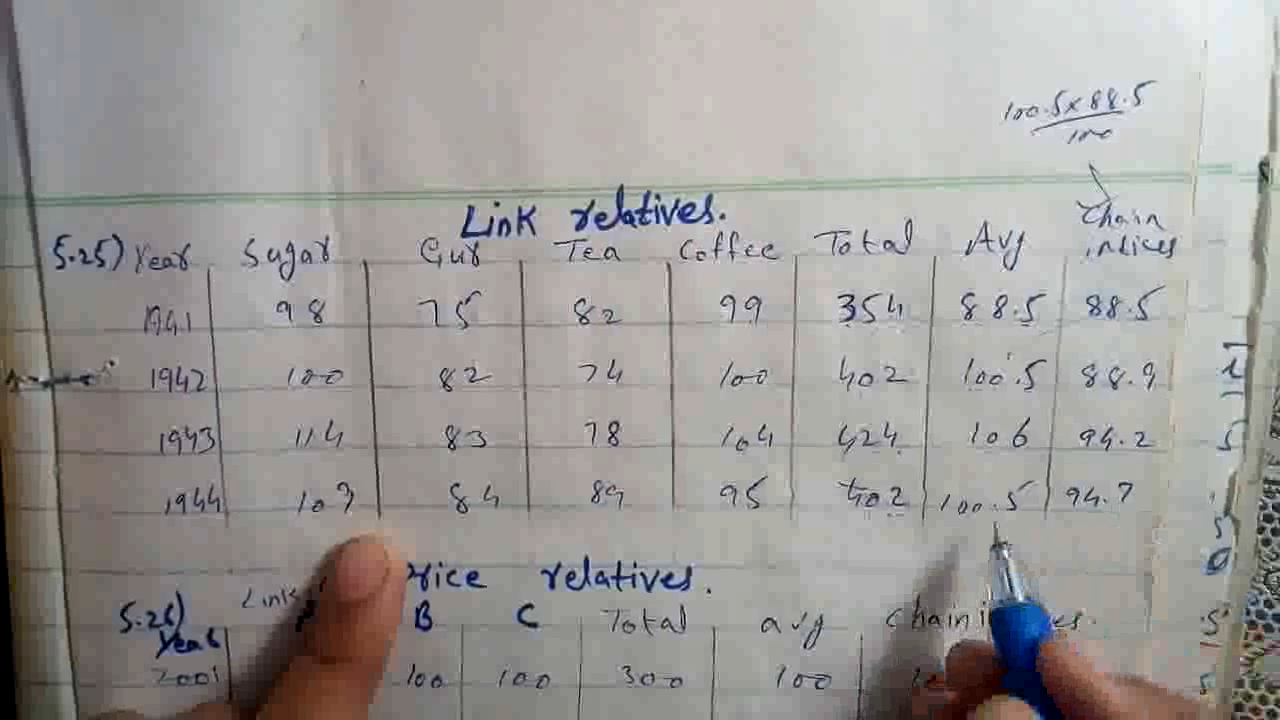 100.5×88.5
100
Link relatives.
5.25) Year Sugar Gur Tea Coffee Total Avg Chain indices
1941 98 75 82 99 354 88.5 88.5
1942 100 82 74 100 402 100.5 88.9
1943 114 83 78 104 424 106 94.2
1944 103 84 89 95 402 100.5 94.7
rice relatives.
5.26) Link
Year B C Total avg Chain
2001 100 100 300 100